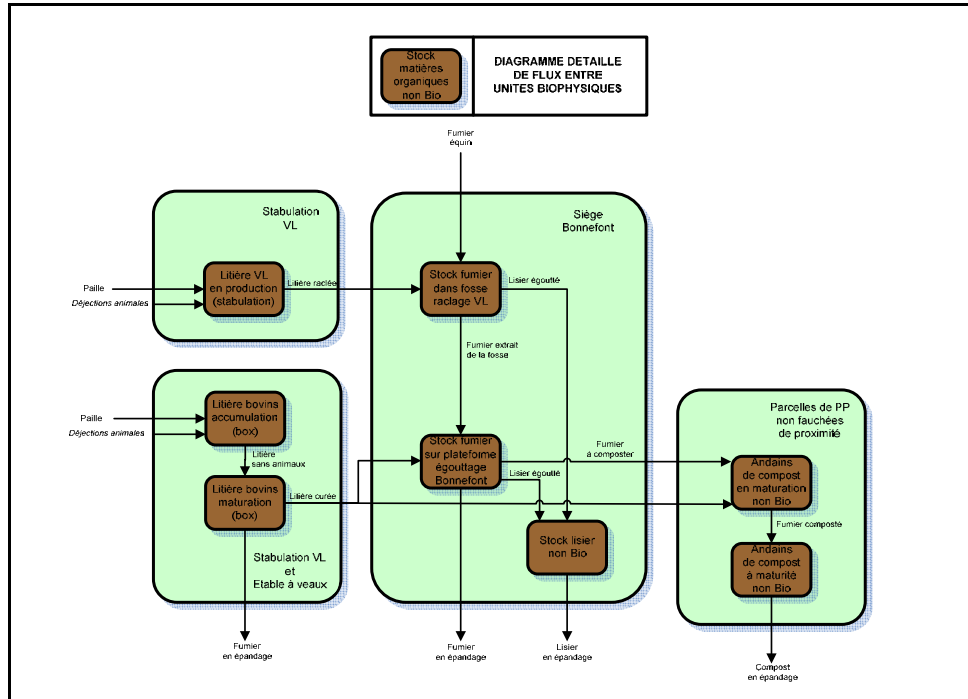 Stock
matières
organiques
non Bio
DIAGRAMME DETAILLE
DE FLUX ENTRE
UNITES BIOPHYSIQUES
Fumier
équin
Stabulation
VL
Siège
Bonnefont
Litière VL
en production
(stabulation)
Paille
Déjections animales
Litière raclée
Stock fumier
dans fosse
raclage VL
Lisier égoutté
Fumier extrait
de la fosse
Litière bovins
accumulation
(box)
Paille
Déjections animales
Litière
sans animaux
Litière bovins
maturation
(box)
Litière curée
Stabulation VL
et
Etable à veaux
Stock fumier
sur plateforme
égouttage
Bonnefont
Lisier égoutté
Fumier
à composter
Stock lisier
non Bio
Parcelles de PP
non fauchées
de proximité
Andains
de compost
en maturation
non Bio
Fumier composté
Andains
de compost
à maturité
non Bio
Fumier
en épandage
Fumier
en épandage
Lisier
en épandage
Compost
en épandage